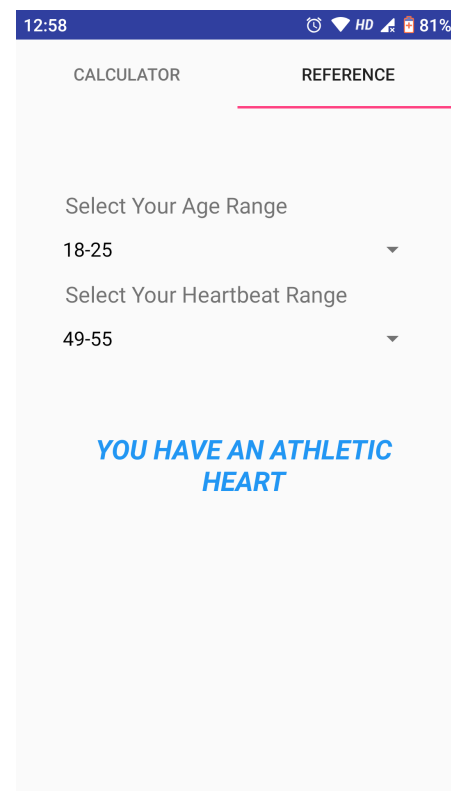 12:58 HD 81%
CALCULATOR REFERENCE
Select Your Age Range
18-25
Select Your Heartbeat Range
49-55
YOU HAVE AN ATHLETIC
HEART